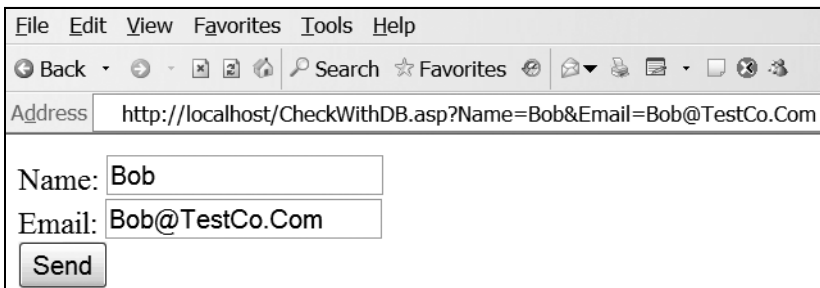 File Edit View Favorites Tools Help
Back Search Favorites
Address http://localhost/CheckWithDB.asp?Name=Bob&Email=Bob@TestCo.Com
Name: Bob
Email: Bob@TestCo.Com
Send